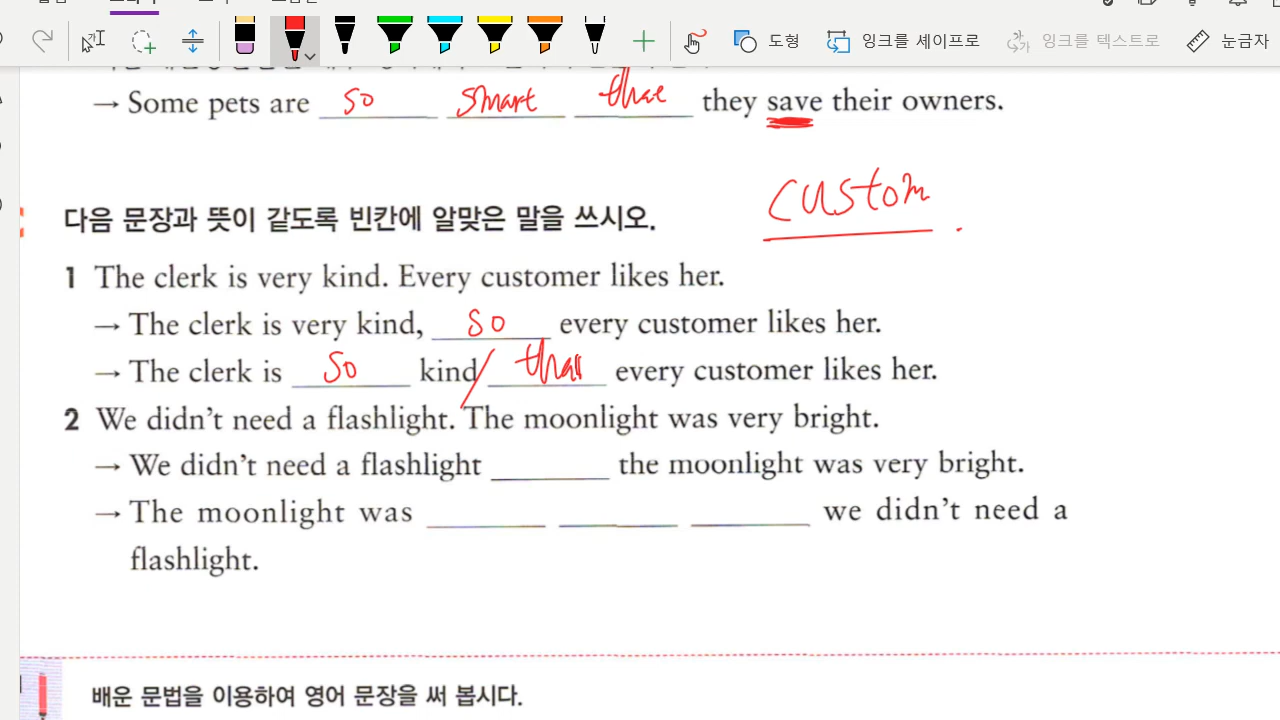 도형 잉크를 셰이프로 잉크를 텍스트로 눈금자
→ Some pets are so smart that they save their owners.
custom
다음 문장과 뜻이 같도록 빈칸에 알맞은 말을 쓰시오.
1 The clerk is very kind. Every customer likes her.
→ The clerk is very kind, so every customer likes her.
→ The clerk is so kind / that every customer likes her.
2 We didn't need a flashlight. The moonlight was very bright.
→ We didn't need a flashlight ______ the moonlight was very bright.
→ The moonlight was ______ ______ ______ we didn't need a
flashlight.
배운 문법을 이용하여 영어 문장을 써 봅시다.